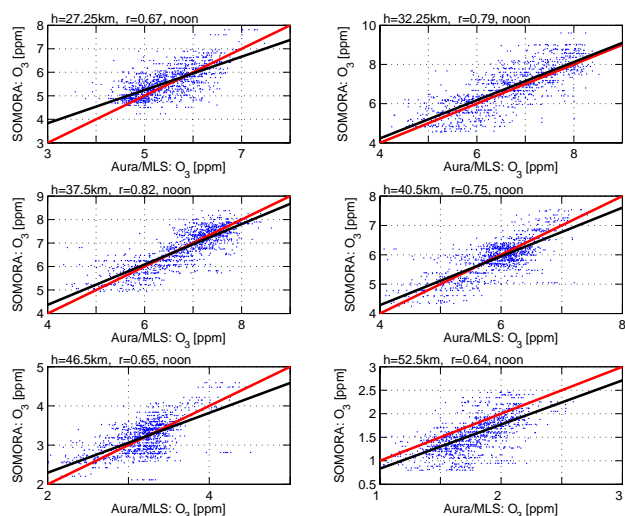 h=27.25km, r=0.67, noon
SOMORA: O3 [ppm]
8
7
6
5
4
3
3
5
7
Aura/MLS: O3 [ppm]
h=32.25km, r=0.79, noon
SOMORA: O3 [ppm]
10
8
6
4
4
6
8
Aura/MLS: O3 [ppm]
h=37.5km, r=0.82, noon
SOMORA: O3 [ppm]
9
8
7
6
5
4
4
6
8
Aura/MLS: O3 [ppm]
h=40.5km, r=0.75, noon
SOMORA: O3 [ppm]
8
7
6
5
4
4
6
8
Aura/MLS: O3 [ppm]
h=46.5km, r=0.65, noon
SOMORA: O3 [ppm]
5
4
3
2
2
4
Aura/MLS: O3 [ppm]
h=52.5km, r=0.64, noon
SOMORA: O3 [ppm]
3
2.5
2
1.5
1
0.5
1
2
3
Aura/MLS: O3 [ppm]